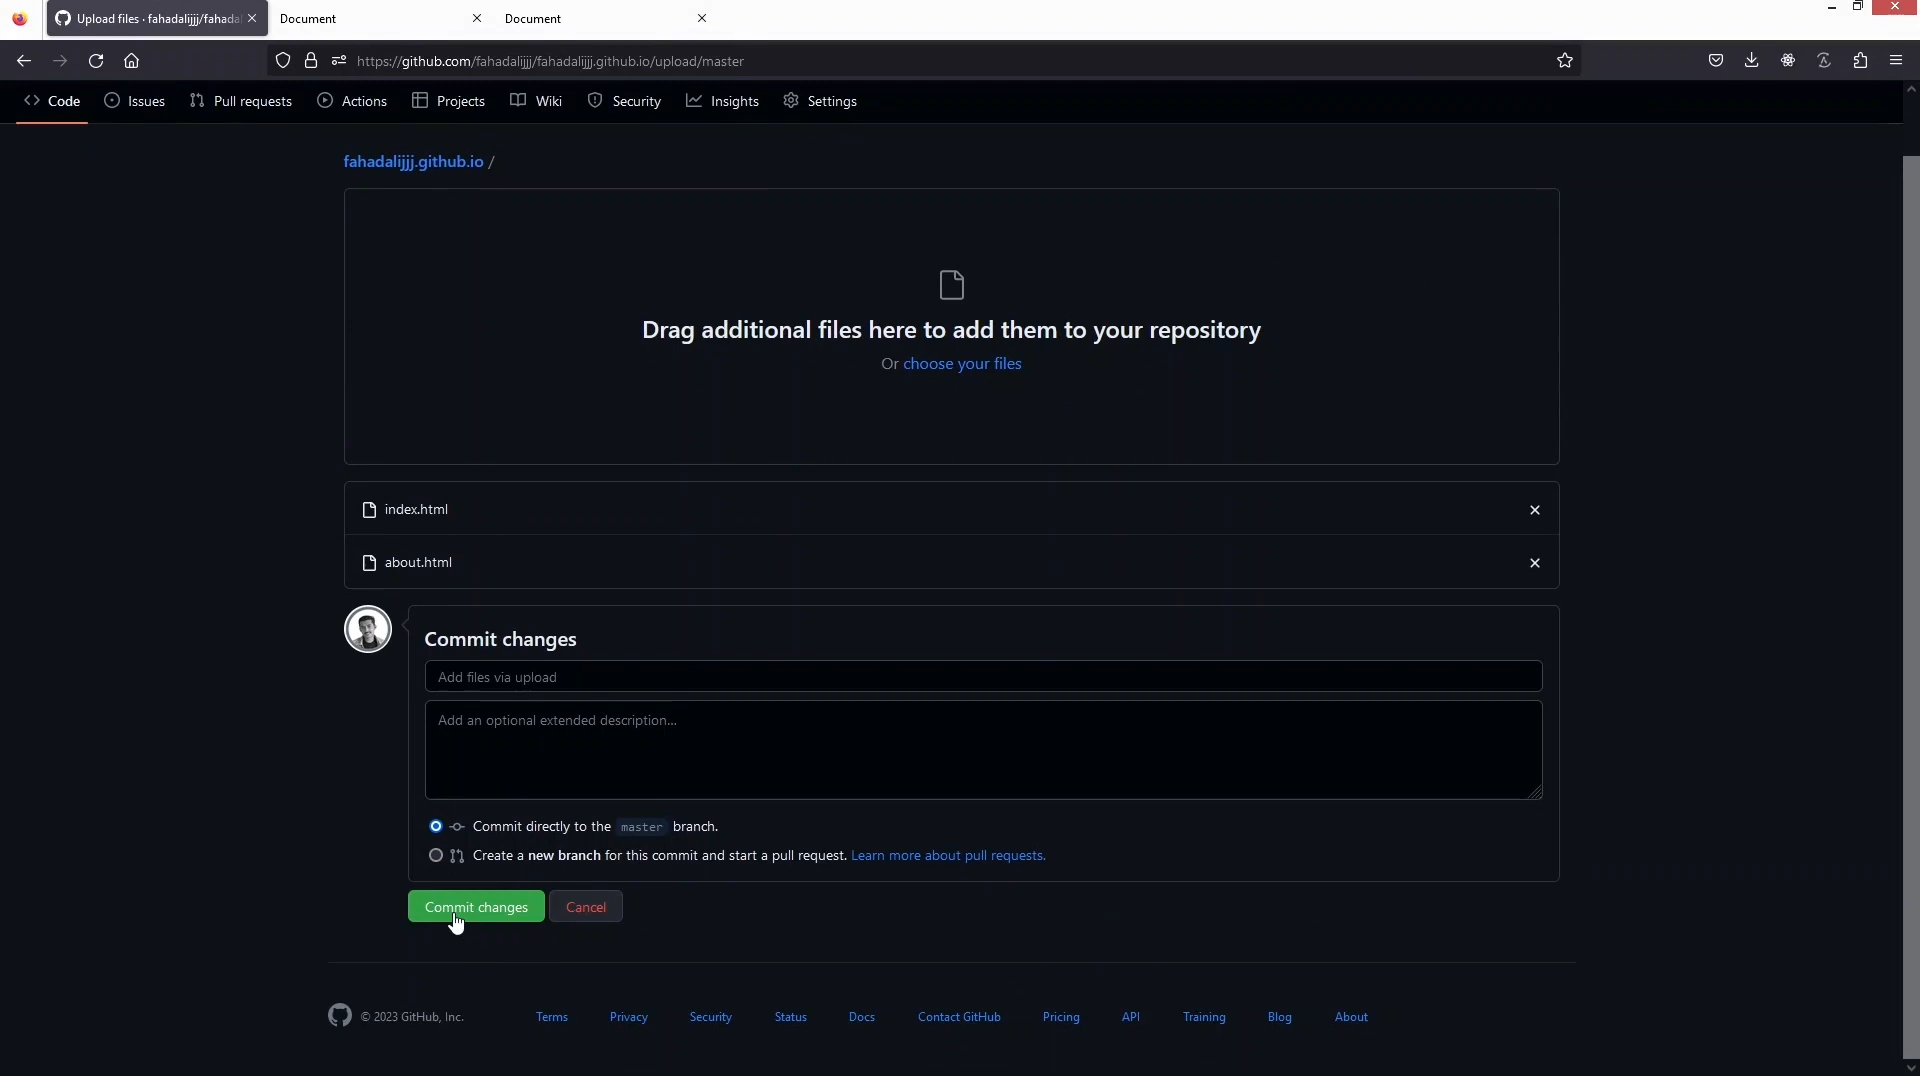 Upload files · fahadalijjj/fahada
Document
Document
https://github.com/fahadalijjj/fahadalijjj.github.io/upload/master
Code
Issues
Pull requests
Actions
Projects
Wiki
Security
Insights
Settings
fahadalijjj.github.io /
Drag additional files here to add them to your repository
Or choose your files
index.html
about.html
Commit changes
Add files via upload
Add an optional extended description...
Commit directly to the master branch.
Create a new branch for this commit and start a pull request. Learn more about pull requests.
Commit changes
Cancel
© 2023 GitHub, Inc.
Terms
Privacy
Security
Status
Docs
Contact GitHub
Pricing
API
Training
Blog
About